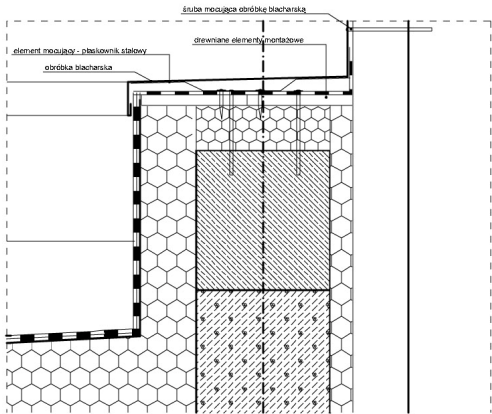 śruba mocująca obróbkę blacharską
drewniane elementy montażowe
element mocujący - płaskownik stalowy
obróbka blacharska